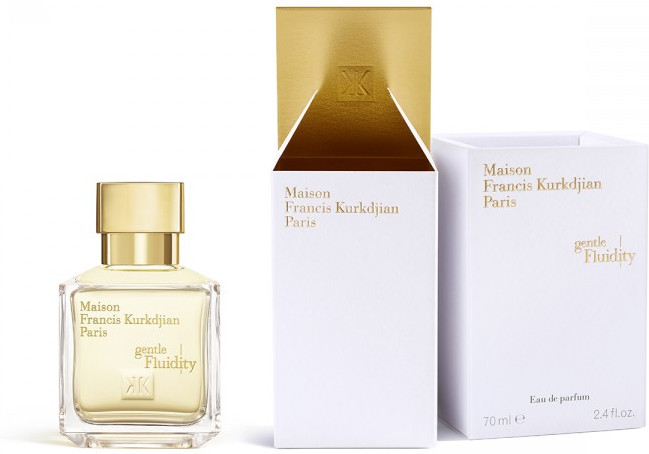 Maison
Francis Kurkdjian
Paris
gentle
Fluidity
Maison
Francis Kurkdjian
Paris
Maison
Francis Kurkdjian
Paris
gentle
Fluidity
Eau de parfum
70 ml ℮ 2.4 fl.oz.